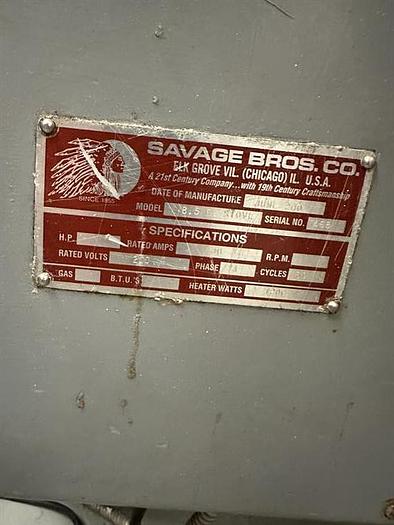 SAVAGE BROS. CO.
ELK GROVE VIL. (CHICAGO) IL. U.S.A.
A 21st Century Company... with 19th Century Craftsmanship
SINCE 1855
DATE OF MANUFACTURE
MODEL STOVE SERIAL NO.
SPECIFICATIONS
H.P. RATED AMPS R.P.M.
RATED VOLTS PHASE CYCLES
GAS B.T.U.'S HEATER WATTS